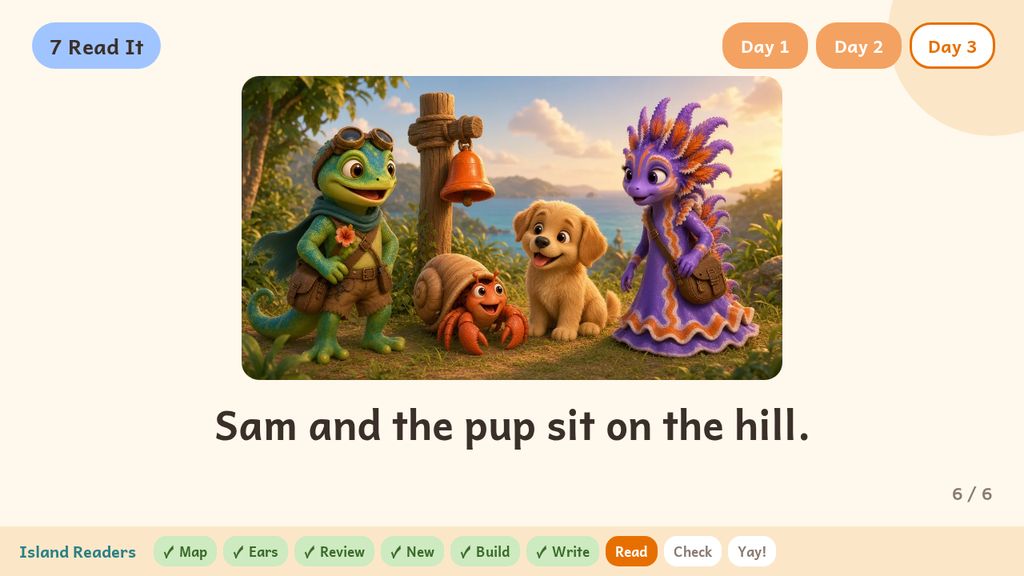 7 Read It
Day 1
Day 2
Day 3
Sam and the pup sit on the hill.
6 / 6
Island Readers
✓ Map
✓ Ears
✓ Review
✓ New
✓ Build
✓ Write
Read
Check
Yay!